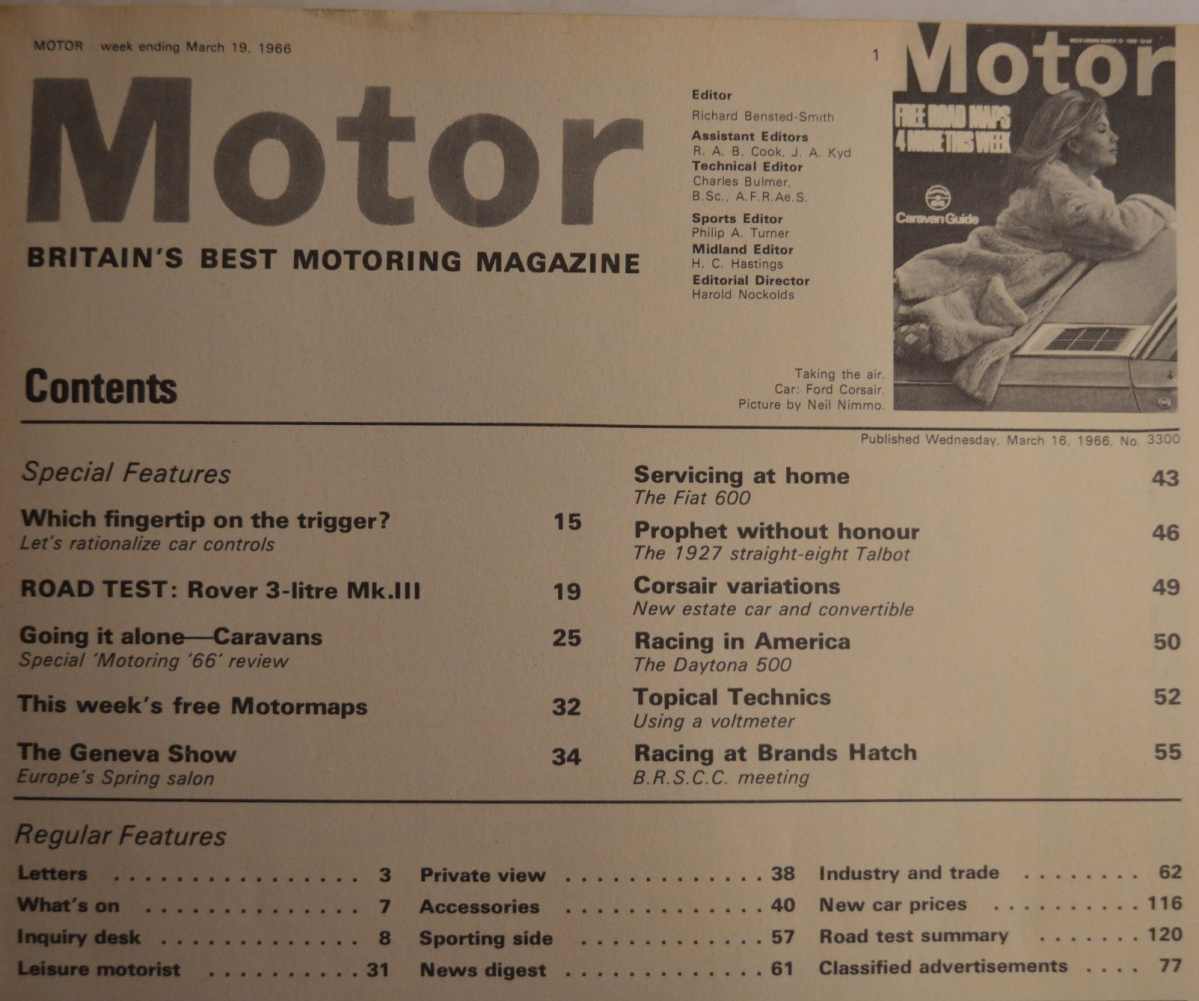 MOTOR week ending March 19, 1966
1
Motor
BRITAIN'S BEST MOTORING MAGAZINE
Editor
Richard Bensted-Smith
Assistant Editors
R. A. B. Cook, J. A. Kyd
Technical Editor
Charles Bulmer,
B.Sc., A.F.R.Ae.S.
Sports Editor
Philip A. Turner
Midland Editor
H. C. Hastings
Editorial Director
Harold Nockolds
Motor
FREE ROAD MAPS
4 MORE THIS WEEK
Caravan Guide
Taking the air.
Car: Ford Corsair.
Picture by Neil Nimmo.
Contents
Published Wednesday, March 16, 1966, No. 3300
Special Features
Which fingertip on the trigger? 15
Let's rationalize car controls
ROAD TEST: Rover 3-litre Mk.III 19
Going it alone—Caravans 25
Special 'Motoring '66' review
This week's free Motormaps 32
The Geneva Show 34
Europe's Spring salon
Servicing at home 43
The Fiat 600
Prophet without honour 46
The 1927 straight-eight Talbot
Corsair variations 49
New estate car and convertible
Racing in America 50
The Daytona 500
Topical Technics 52
Using a voltmeter
Racing at Brands Hatch 55
B.R.S.C.C. meeting
Regular Features
Letters . . . . . . . . . . . . . . . . 3
What's on . . . . . . . . . . . . . . 7
Inquiry desk . . . . . . . . . . . . . 8
Leisure motorist . . . . . . . . . . 31
Private view . . . . . . . . . . . . . 38
Accessories . . . . . . . . . . . . . 40
Sporting side . . . . . . . . . . . . 57
News digest . . . . . . . . . . . . . 61
Industry and trade . . . . . . . . 62
New car prices . . . . . . . . . . 116
Road test summary . . . . . . . 120
Classified advertisements . . . . 77